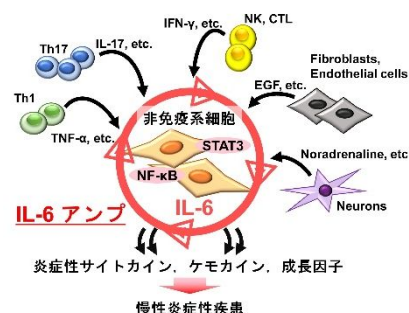 IFN-γ, etc.
NK, CTL
Th17
IL-17, etc.
Fibroblasts,
Endothelial cells
EGF, etc.
Th1
TNF-α, etc.
非免疫系細胞
STAT3
NF-κB
IL-6
Noradrenaline, etc
Neurons
IL-6 アンプ
炎症性サイトカイン，ケモカイン，成長因子
慢性炎症性疾患